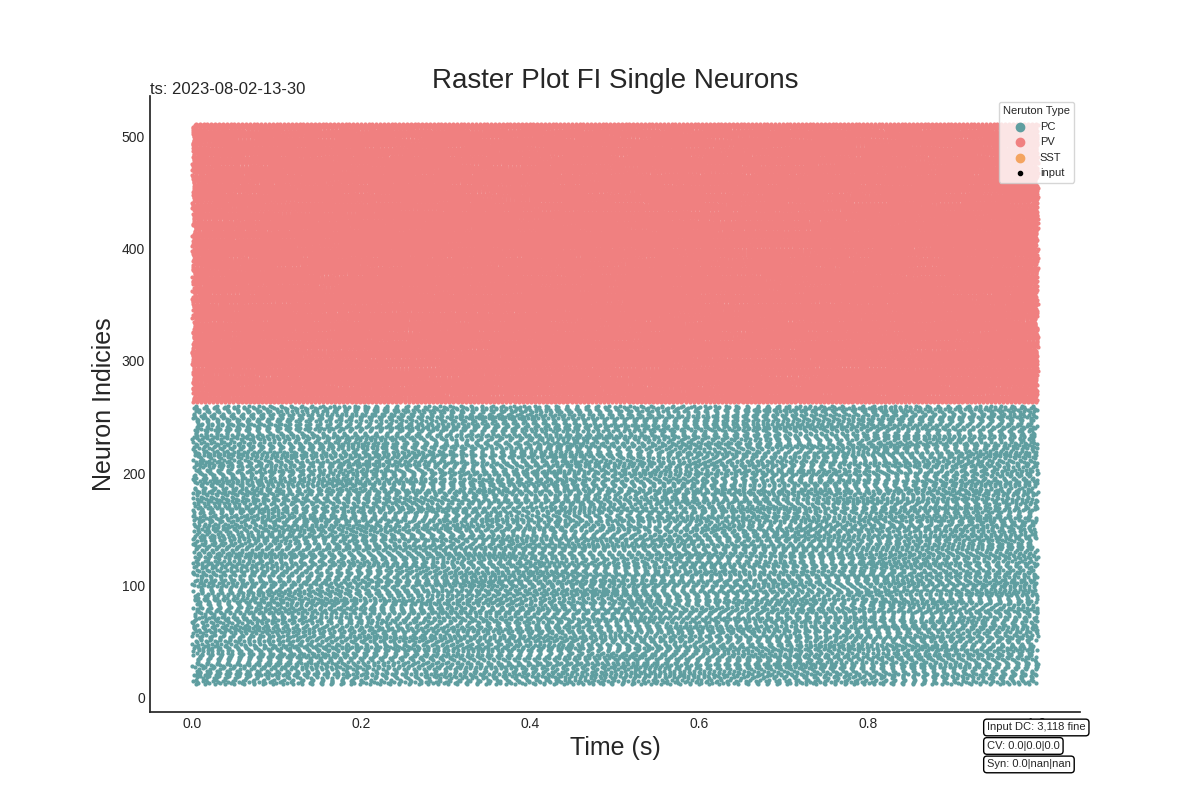 Raster Plot FI Single Neurons
ts: 2023-08-02-13-30
Neruton Type
PC
PV
SST
input
500
400
300
200
100
0
Neuron Indicies
0.0 0.2 0.4 0.6 0.8
Time (s)
Input DC: 3,118 fine
CV: 0.0|0.0|0.0
Syn: 0.0|nan|nan